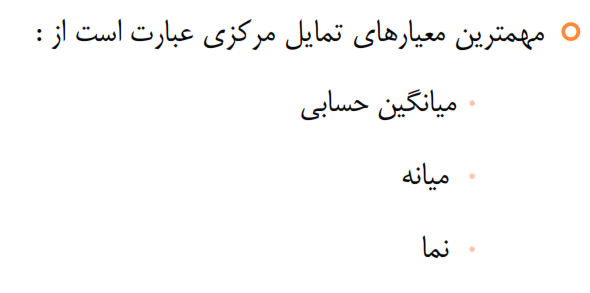 مهمترین معیارهای تمایل مرکزی عبارت است از :
میانگین حسابی
میانه
نما